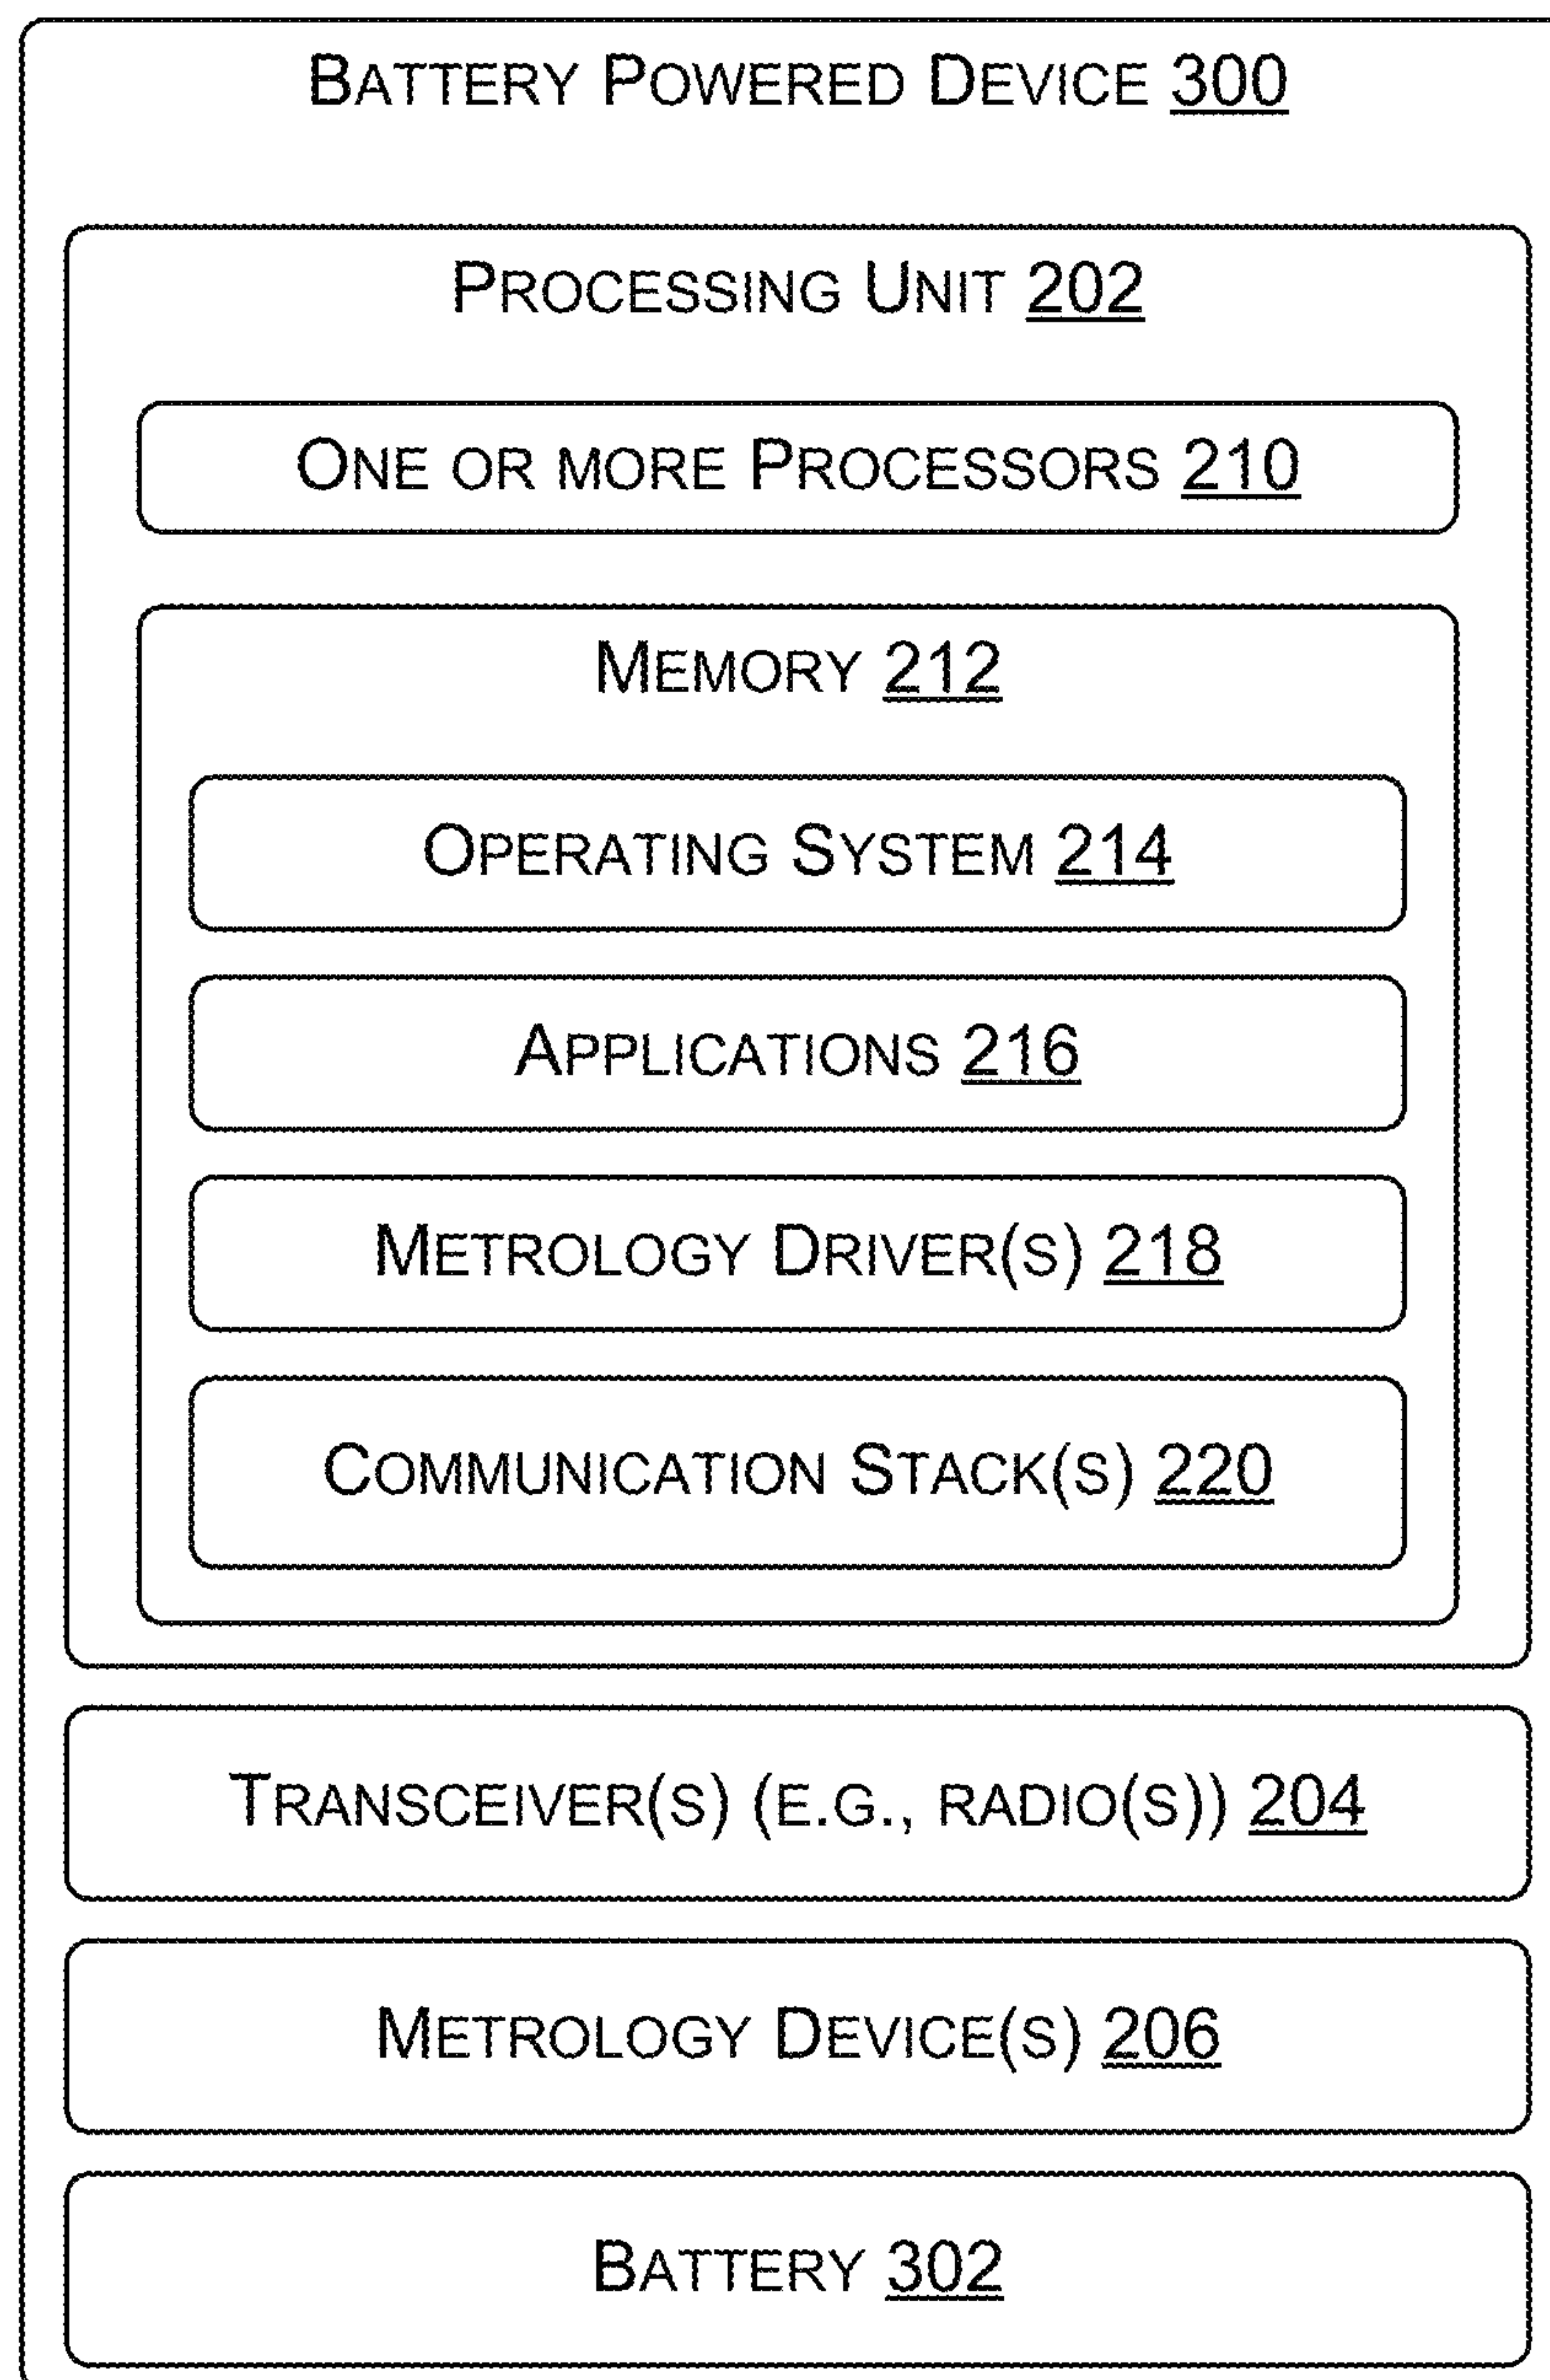 BATTERY POWERED DEVICE 300
PROCESSING UNIT 202
ONE OR MORE PROCESSORS 210
MEMORY 212
OPERATING SYSTEM 214
APPLICATIONS 216
METROLOGY DRIVER(S) 218
COMMUNICATION STACK(S) 220
TRANSCEIVER(S) (E.G., RADIO(S)) 204
METROLOGY DEVICE(S) 206
BATTERY 302